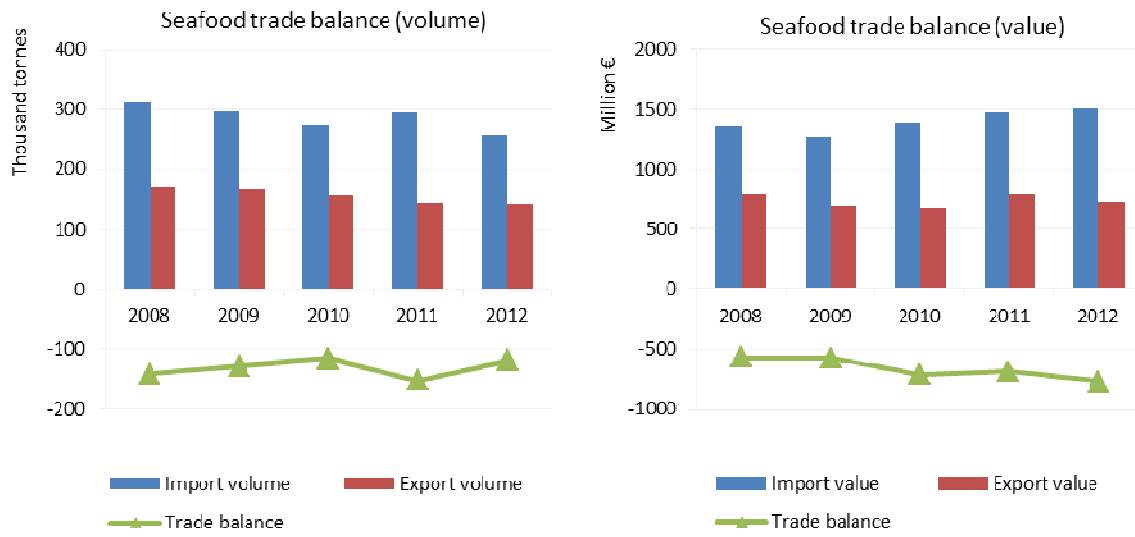 Seafood trade balance (volume)
Thousand tonnes
400
300
200
100
0
2008 2009 2010 2011 2012
-100
-200
Import volume Export volume
Trade balance
Seafood trade balance (value)
Million €
2000
1500
1000
500
0
2008 2009 2010 2011 2012
-500
-1000
Import value Export value
Trade balance